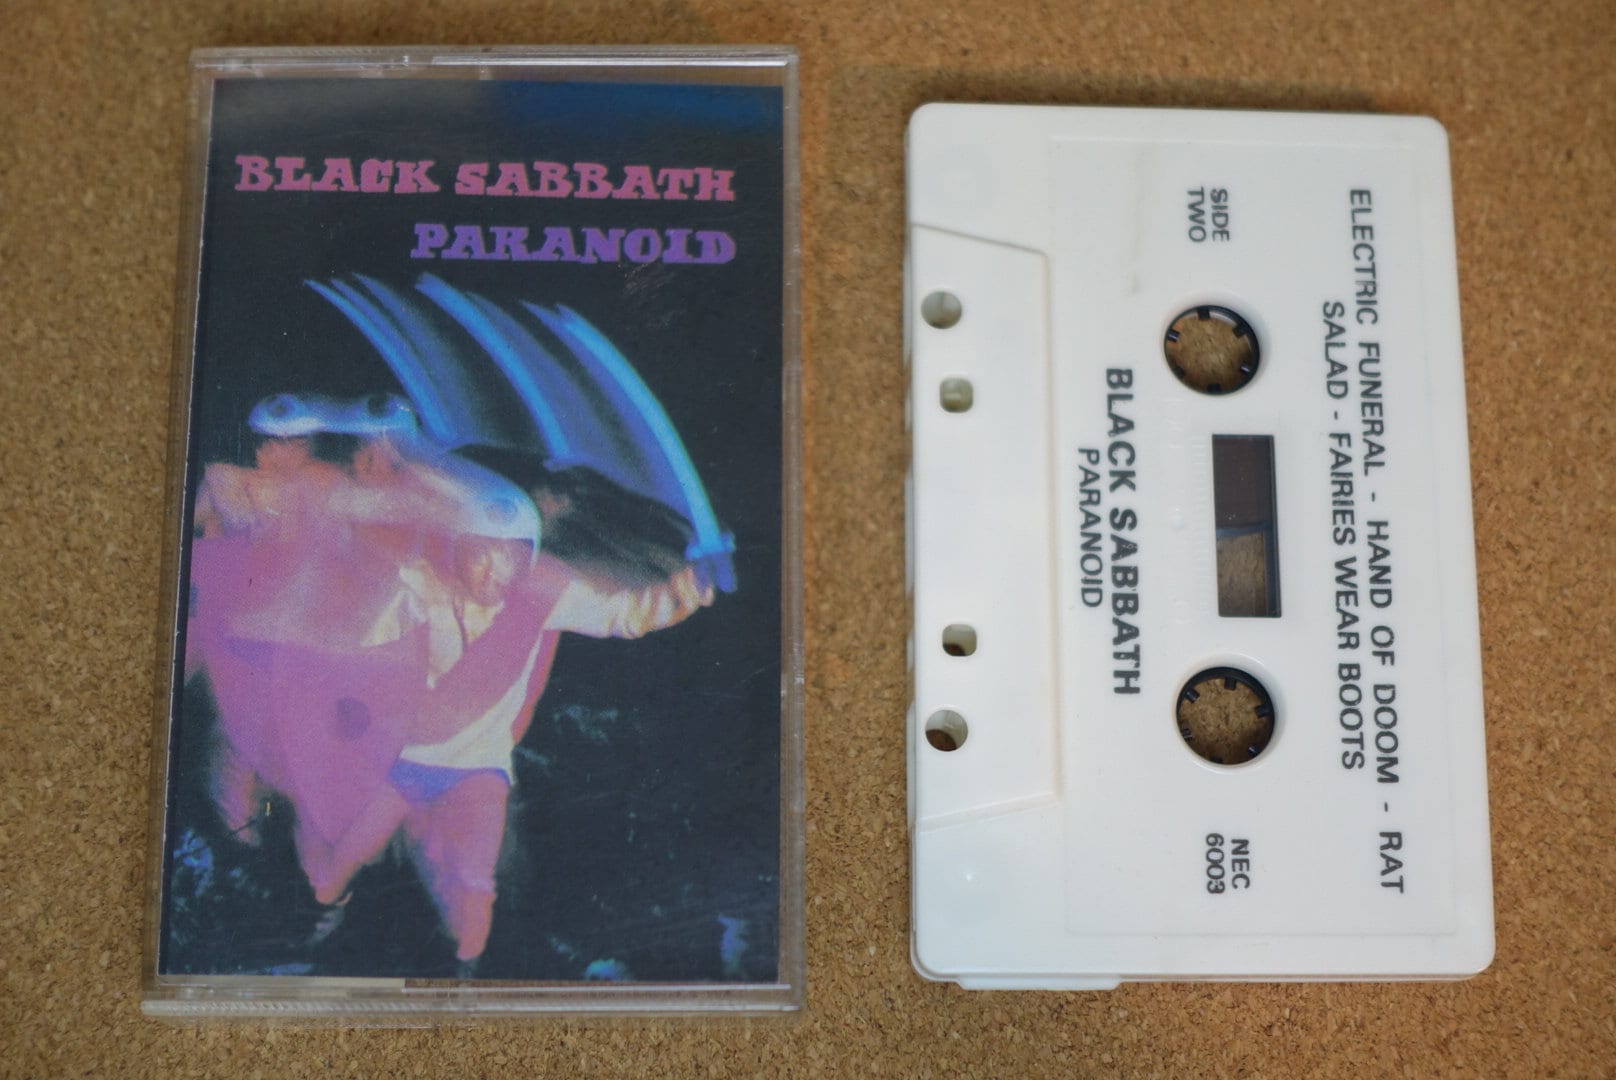 BLACK SABBATH
PARANOID
SIDE
TWO
ELECTRIC FUNERAL - HAND OF DOOM - RAT
SALAD - FAIRIES WEAR BOOTS
BLACK SABBATH
PARANOID
NEC
6003